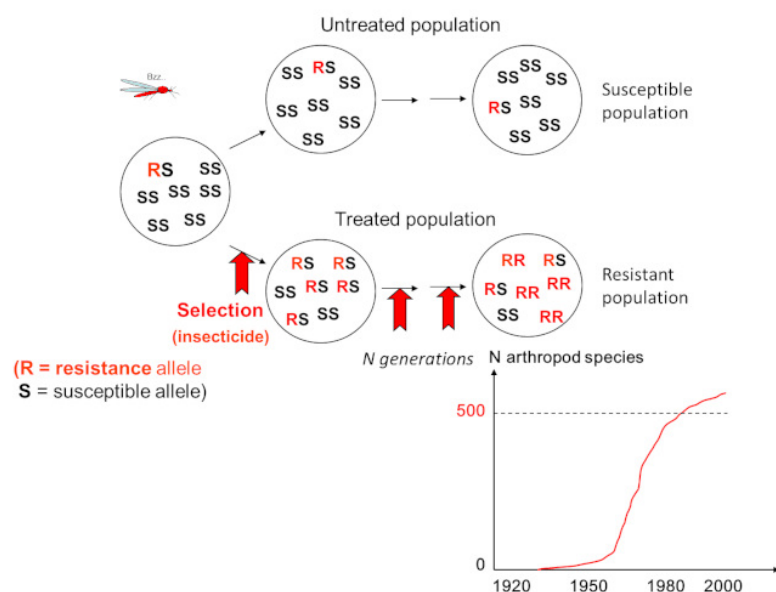 Untreated population
Bzz...
SS RS SS
SS SS
SS SS
SS SS
SS
RS SS
SS SS
Susceptible
population
RS SS
SS SS SS
SS SS
Treated population
RS RS
SS RS RS
RS SS
RR RS
RS RR RR
SS RR
Resistant
population
Selection
(insecticide)
N generations
(R = resistance allele
S = susceptible allele)
N arthropod species
500
0
1920 1950 1980 2000